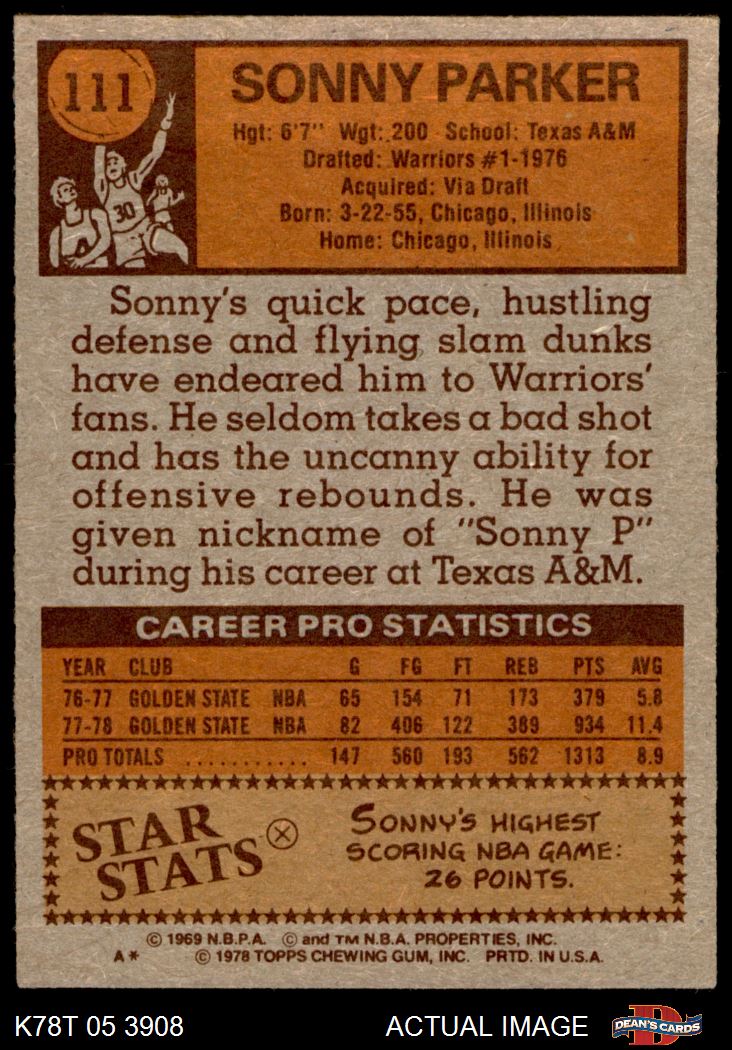 111
SONNY PARKER
Hgt: 6'7" Wgt: 200 School: Texas A&M
Drafted: Warriors #1-1976
Acquired: Via Draft
Born: 3-22-55, Chicago, Illinois
Home: Chicago, Illinois
30
Sonny's quick pace, hustling
defense and flying slam dunks
have endeared him to Warriors'
fans. He seldom takes a bad shot
and has the uncanny ability for
offensive rebounds. He was
given nickname of "Sonny P"
during his career at Texas A&M.
CAREER PRO STATISTICS
YEAR CLUB G FG FT REB PTS AVG
76-77 GOLDEN STATE NBA 65 154 71 173 379 5.8
77-78 GOLDEN STATE NBA 82 406 122 389 934 11.4
PRO TOTALS ........... 147 560 193 562 1313 8.9
STAR
STATS
SONNY'S HIGHEST
SCORING NBA GAME:
26 POINTS.
© 1969 N.B.P.A. © and TM N.B.A. PROPERTIES, INC.
A* © 1978 TOPPS CHEWING GUM, INC. PRTD. IN U.S.A.
K78T 05 3908 ACTUAL IMAGE DEAN'S CARDS